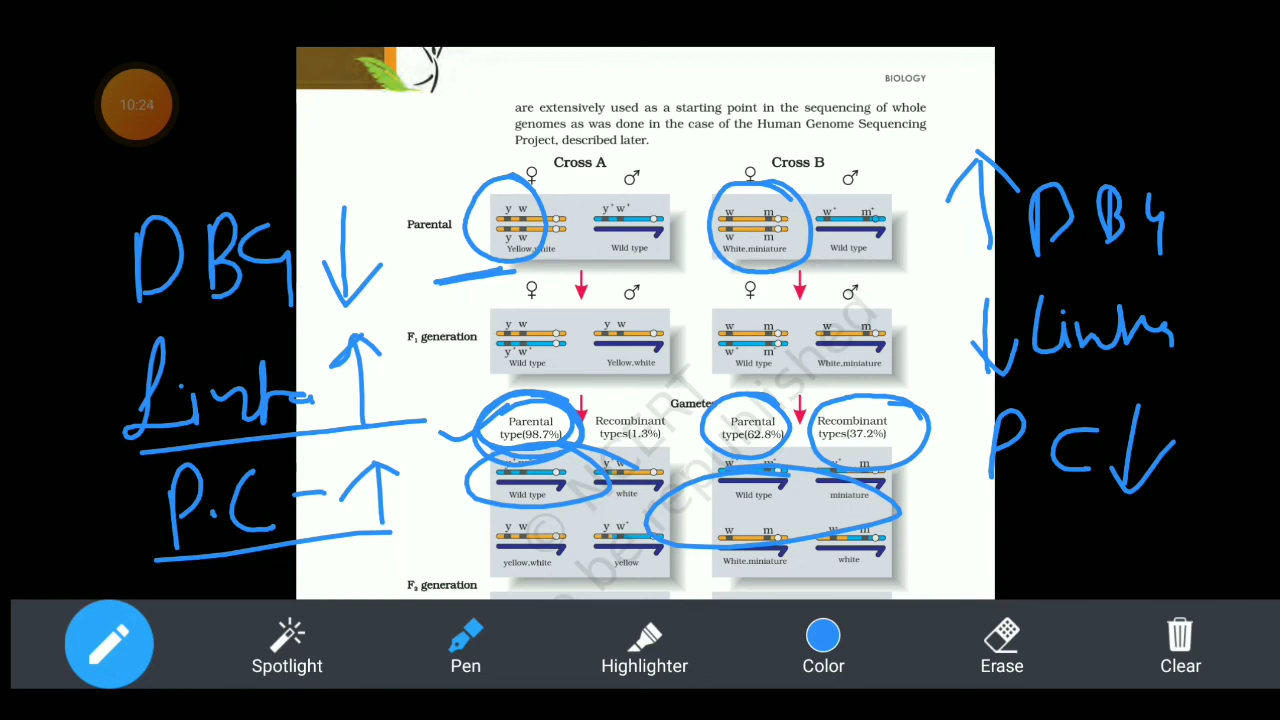 10:24
BIOLOGY
are extensively used as a starting point in the sequencing of whole
genomes as was done in the case of the Human Genome Sequencing
Project, described later.
Cross A Cross B
♀ ♂ ♀ ♂
y w y⁺ w⁺ w m w⁺ m⁺
Parental
y w w m
Yellow,white Wild type White,miniature Wild type
DBG ↓
↑ DBG
♀ ♂ ♀ ♂
y w y w w m w m
F₁ generation
y⁺ w⁺ w⁺ m⁺
Wild type Yellow,white Wild type White,miniature
↓
↑
Gamete
Parental Recombinant Parental Recombinant
type(98.7%) types(1.3%) type(62.8%) types(37.2%)
P.C - ↑
P C ↓
Wild type white Wild type miniature
y w y w⁺ w m
yellow,white yellow White,miniature white
F₂ generation
© NCERT
be republished
Spotlight Pen Highlighter Color Erase Clear